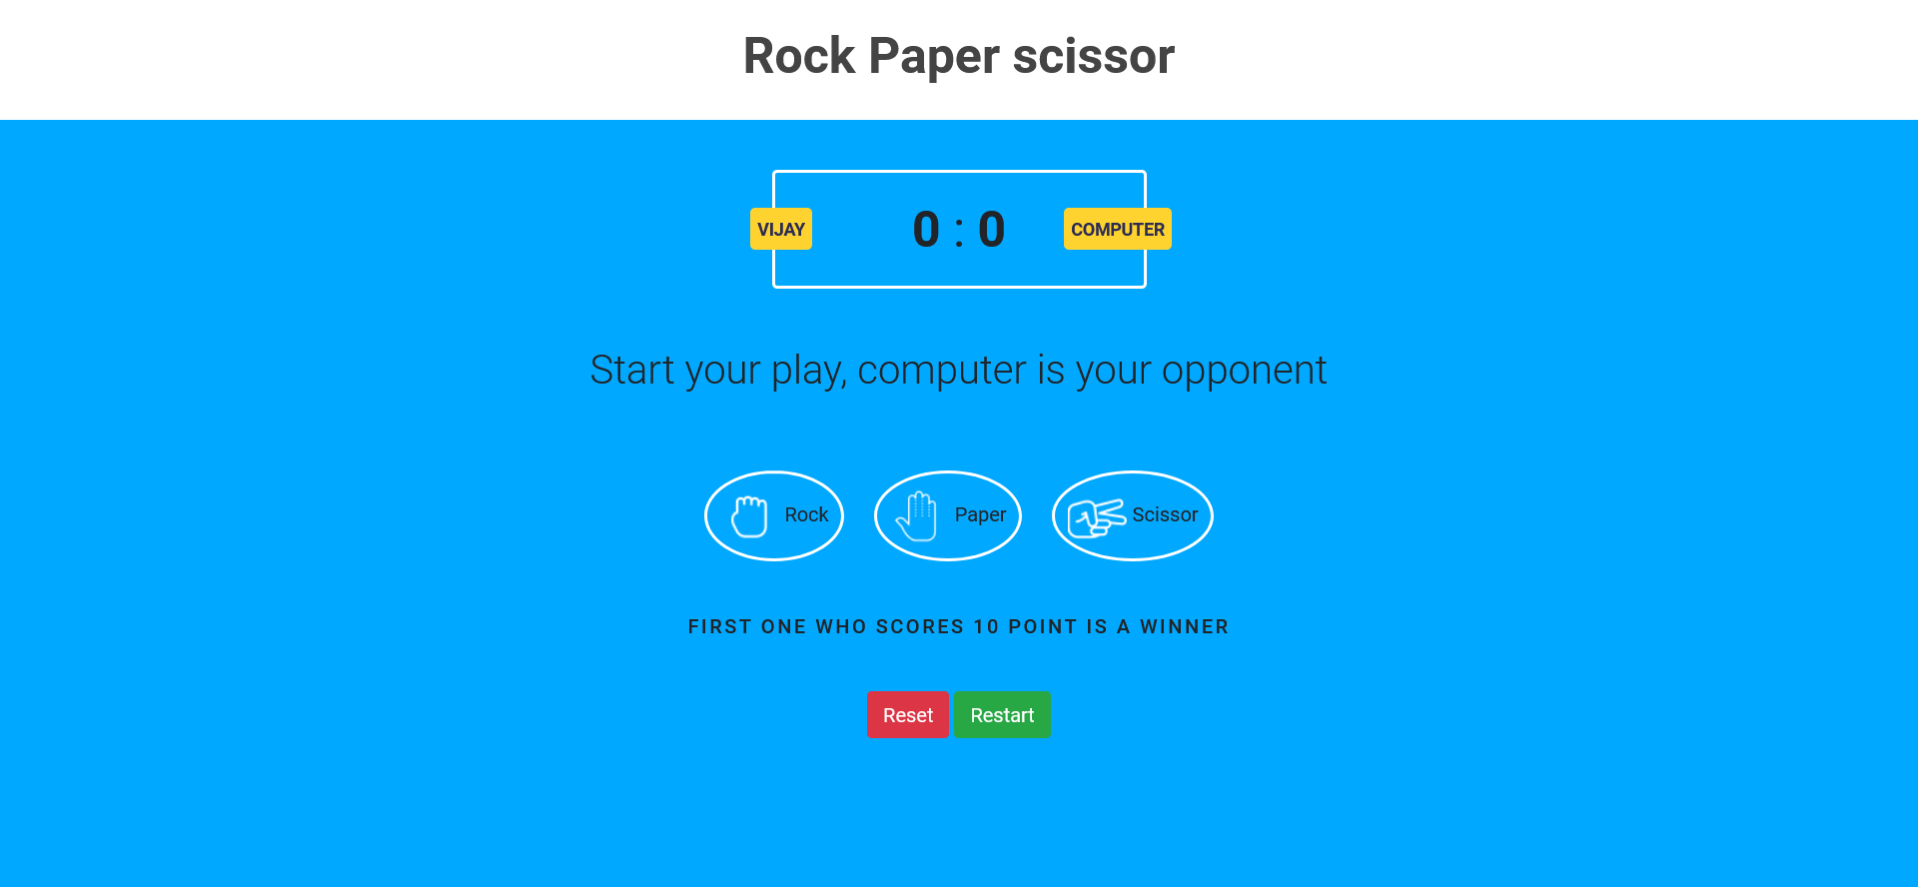 Rock Paper scissor
VIJAY 0 : 0 COMPUTER
Start your play, computer is your opponent
Rock Paper Scissor
FIRST ONE WHO SCORES 10 POINT IS A WINNER
Reset Restart